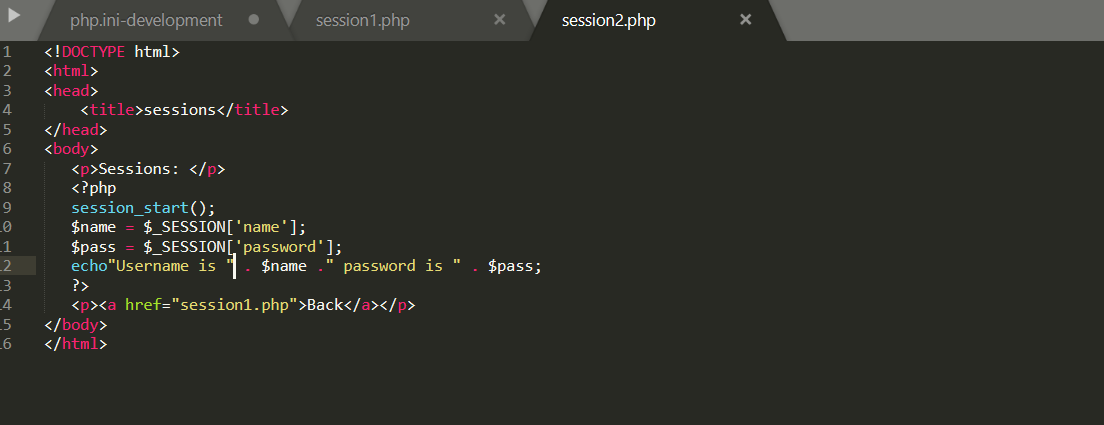 php.ini-development session1.php session2.php
1 <!DOCTYPE html>
2 <html>
3 <head>
4 <title>sessions</title>
5 </head>
6 <body>
7 <p>Sessions: </p>
8 <?php
9 session_start();
10 $name = $_SESSION['name'];
11 $pass = $_SESSION['password'];
12 echo"Username is " . $name ." password is " . $pass;
13 ?>
14 <p><a href="session1.php">Back</a></p>
15 </body>
16 </html>